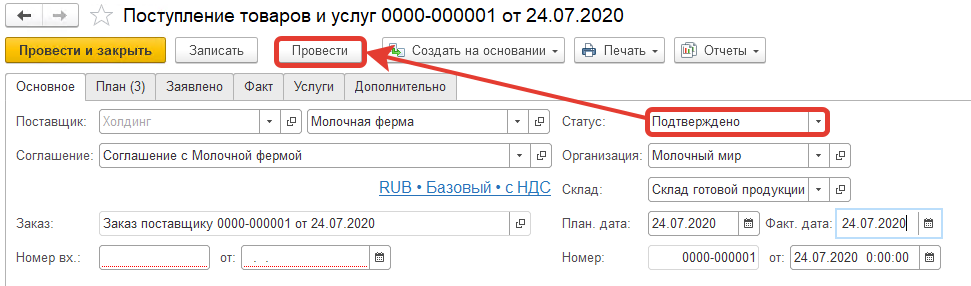 Поступление товаров и услуг 0000-000001 от 24.07.2020
Провести и закрыть Записать Провести Создать на основании Печать Отчеты
Основное План (3) Заявлено Факт Услуги Дополнительно
Поставщик: Холдинг Молочная ферма Статус: Подтверждено
Соглашение: Соглашение с Молочной фермой Организация: Молочный мир
RUB • Базовый • с НДС Склад: Склад готовой продукции
Заказ: Заказ поставщику 0000-000001 от 24.07.2020 План. дата: 24.07.2020 Факт. дата: 24.07.2020
Номер вх.: от: . . Номер: 0000-000001 от: 24.07.2020 0:00:00